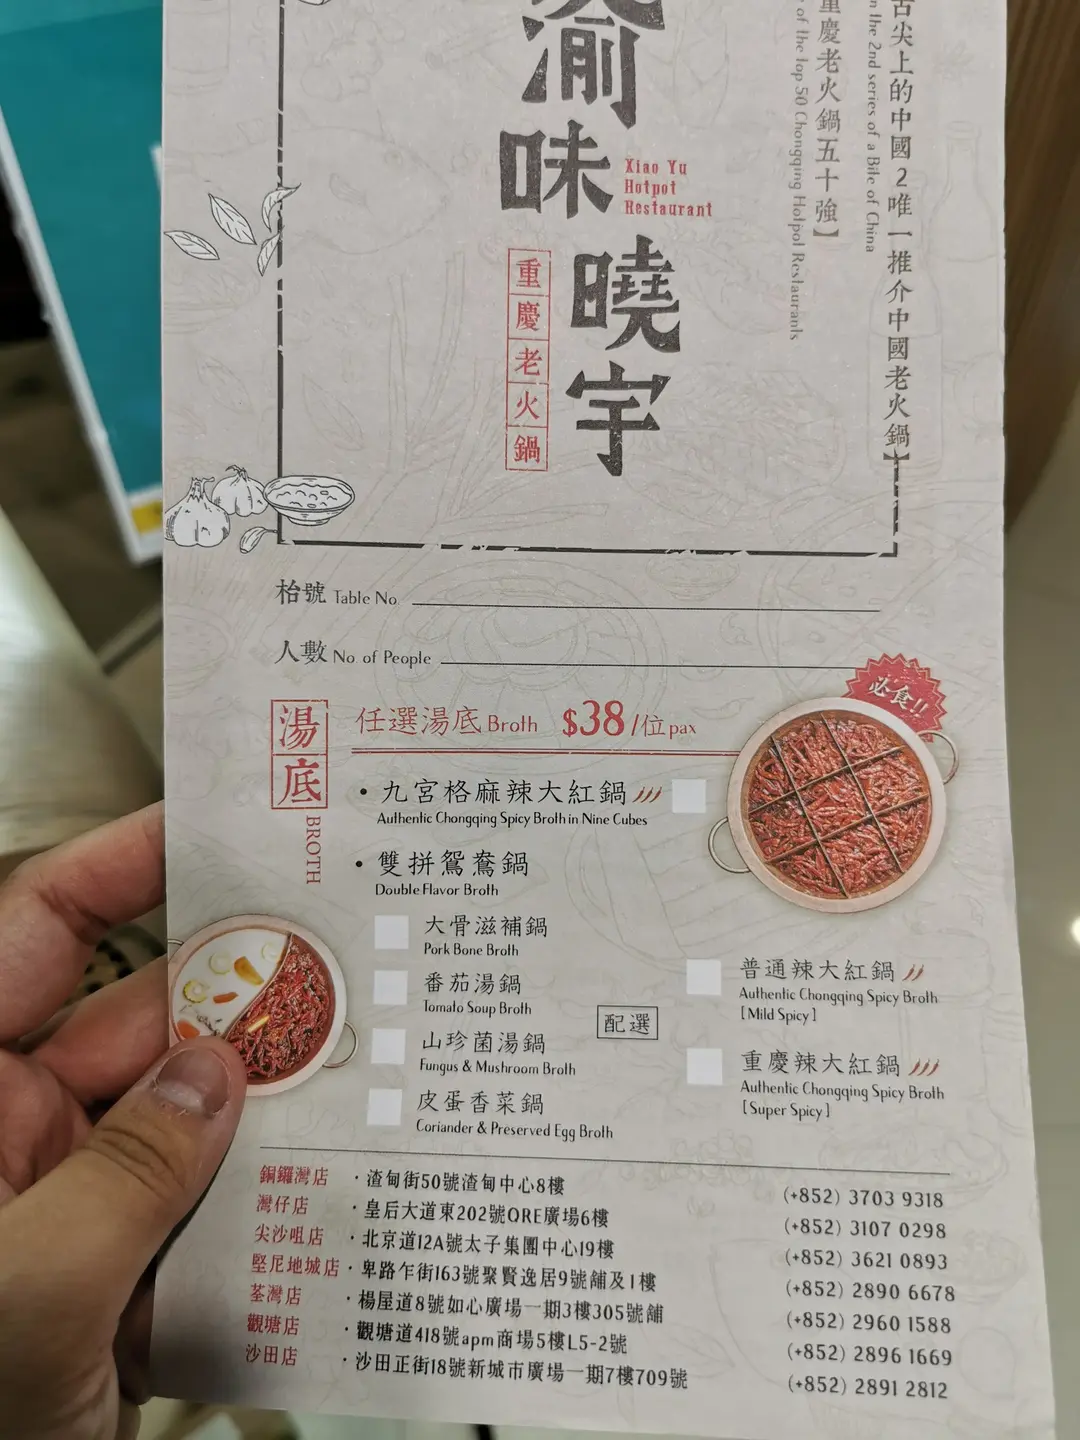 渝
味
曉
宇
Xiao Yu
Hotpot
Restaurant
重慶老火鍋
舌尖上的中國2唯一推介中國老火鍋】
n the 2nd series of a Bite of China
重慶老火鍋五十強】
of the top 50 Chongqing Hotpot Restaurants
枱號 Table No.
人數 No. of People
湯底
BROTH
任選湯底 Broth $38/位pax
必食!!
• 九宮格麻辣大紅鍋
Authentic Chongqing Spicy Broth in Nine Cubes
• 雙拼鴛鴦鍋
Double Flavor Broth
大骨滋補鍋
Pork Bone Broth
番茄湯鍋
Tomato Soup Broth
山珍菌湯鍋
Fungus & Mushroom Broth
皮蛋香菜鍋
Coriander & Preserved Egg Broth
配選
普通辣大紅鍋
Authentic Chongqing Spicy Broth
[Mild Spicy]
重慶辣大紅鍋
Authentic Chongqing Spicy Broth
[Super Spicy]
銅鑼灣店 · 渣甸街50號渣甸中心8樓 (+852) 3703 9318
灣仔店 · 皇后大道東202號QRE廣場6樓 (+852) 3107 0298
尖沙咀店 · 北京道12A號太子集團中心19樓 (+852) 3621 0893
堅尼地城店 · 卑路乍街163號聚賢逸居9號舖及1樓 (+852) 2890 6678
荃灣店 · 楊屋道8號如心廣場一期3樓305號舖 (+852) 2960 1588
觀塘店 · 觀塘道418號apm商場5樓L5-2號 (+852) 2896 1669
沙田店 · 沙田正街18號新城市廣場一期7樓709號 (+852) 2891 2812